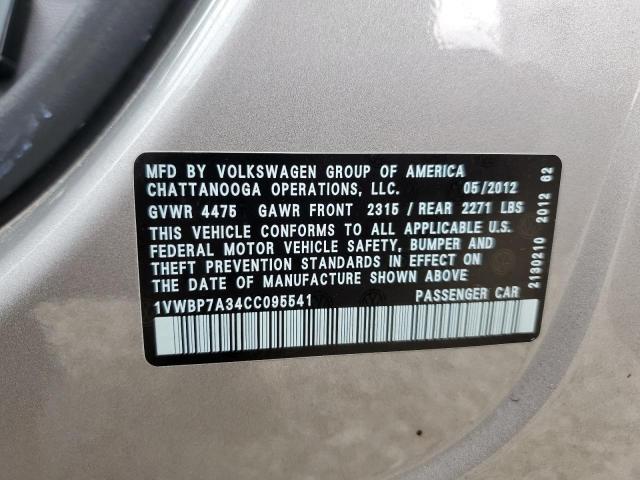 MFD BY VOLKSWAGEN GROUP OF AMERICA
CHATTANOOGA OPERATIONS, LLC. 05/2012
GVWR 4475 GAWR FRONT 2315/REAR 2271 LBS
THIS VEHICLE CONFORMS TO ALL APPLICABLE U.S.
FEDERAL MOTOR VEHICLE SAFETY, BUMPER AND
THEFT PREVENTION STANDARDS IN EFFECT ON
THE DATE OF MANUFACTURE SHOWN ABOVE
1VWBP7A34CC095541 PASSENGER CAR
2130210 2012 62